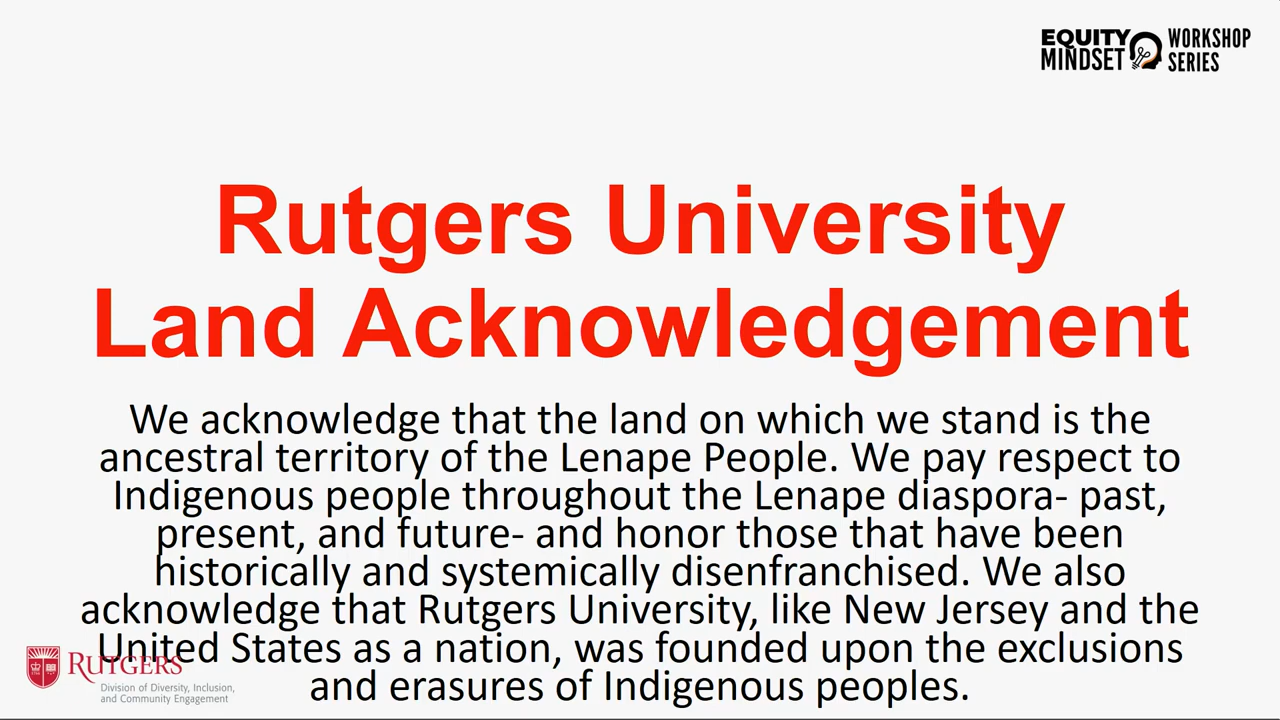 EQUITY MINDSET WORKSHOP SERIES
Rutgers University
Land Acknowledgement
We acknowledge that the land on which we stand is the
ancestral territory of the Lenape People. We pay respect to
Indigenous people throughout the Lenape diaspora- past,
present, and future- and honor those that have been
historically and systemically disenfranchised. We also
acknowledge that Rutgers University, like New Jersey and the
United States as a nation, was founded upon the exclusions
and erasures of Indigenous peoples.
RUTGERS
Division of Diversity, Inclusion,
and Community Engagement